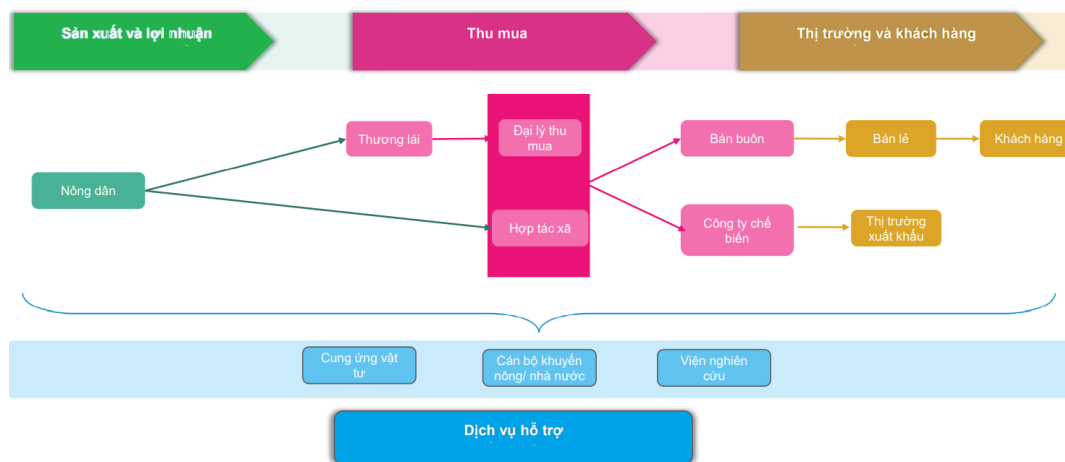 Sản xuất và lợi nhuận
Thu mua
Thị trường và khách hàng
Thương lái
Đại lý thu
mua
Bán buôn
Bán lẻ
Khách hàng
Nông dân
Hợp tác xã
Công ty chế
biến
Thị trường
xuất khẩu
Cung ứng vật
tư
Cán bộ khuyến
nông/ nhà nước
Viện nghiên
cứu
Dịch vụ hỗ trợ